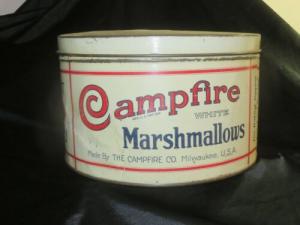 Campfire
WHITE
Marshmallows
Made By THE CAMPFIRE CO. Milwaukee, U.S.A.